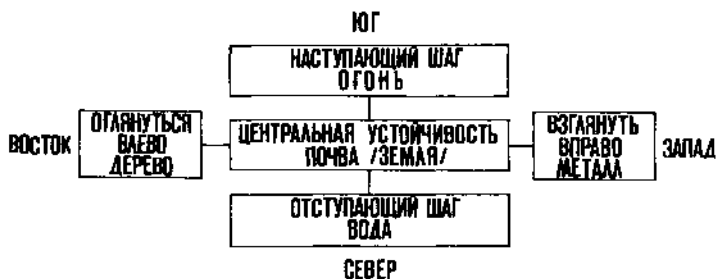 ЮГ
НАСТУПАЮЩИЙ ШАГ
ОГОНЬ
ВОСТОК
ОГЛЯНУТЬСЯ
ВЛЕВО
ДЕРЕВО
ЦЕНТРАЛЬНАЯ УСТОЙЧИВОСТЬ
ПОЧВА /ЗЕМЛЯ/
ВЗГЛЯНУТЬ
ВПРАВО
МЕТАЛЛ
ЗАПАД
ОТСТУПАЮЩИЙ ШАГ
ВОДА
СЕВЕР